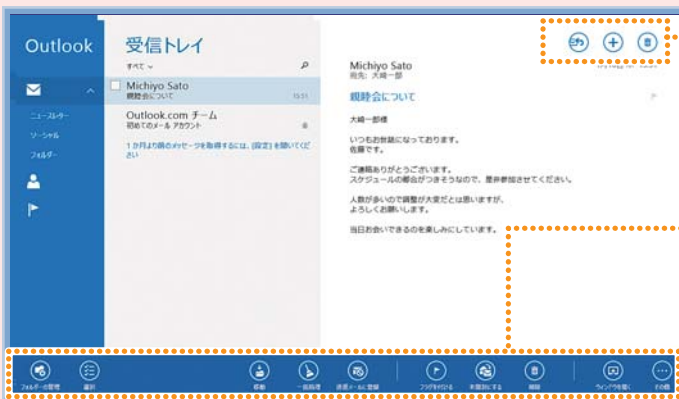 Outlook
受信トレイ
すべて
Michiyo Sato
親睦会について
15:51
Outlook.com チーム
初めてのメール アカウント
1 か月より前のメッセージを取得するには、[設定] を開いてくだ
さい
ニュースレター
ソーシャル
フォルダー
Michiyo Sato
宛先: 大崎一郎
親睦会について
大崎一郎様
いつもお世話になっております。
佐藤です。
ご連絡ありがとうございます。
スケジュールの都合がつきそうなので、是非参加させてください。
人数が多いので調整が大変だとは思いますが、
よろしくお願いします。
当日お会いできるのを楽しみにしています。
フォルダーの管理
選択
移動
一括処理
迷惑メールに登録
フラグを付ける
未開封にする
削除
ウィンドウを開く
その他